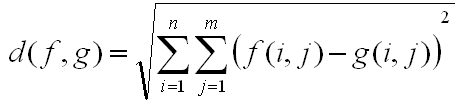 d(f,g) = √(∑_{i=1}^{n} ∑_{j=1}^{m} (f(i,j) − g(i,j))²)